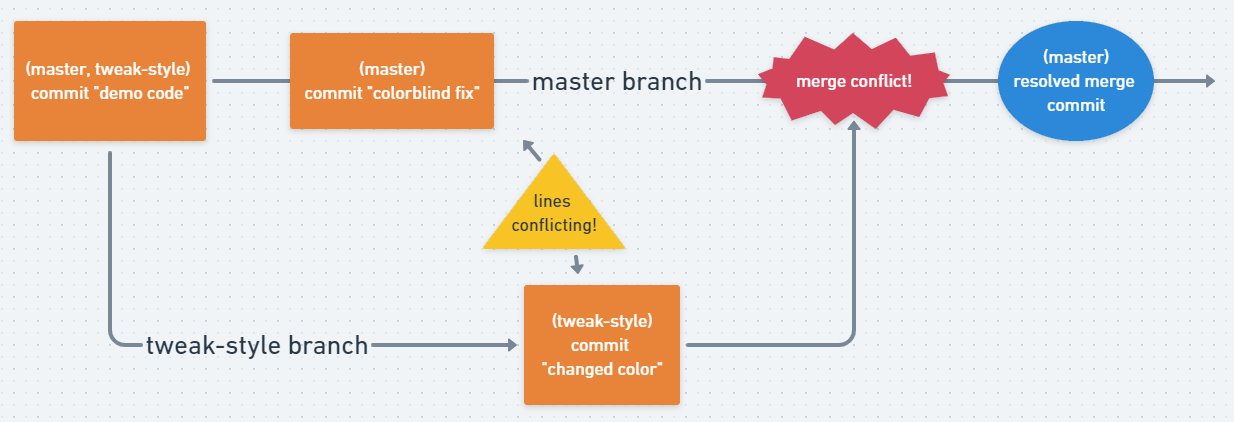 (master, tweak-style)
commit "demo code"
(master)
commit "colorblind fix"
master branch
merge conflict!
(master)
resolved merge
commit
lines
conflicting!
tweak-style branch
(tweak-style)
commit
"changed color"